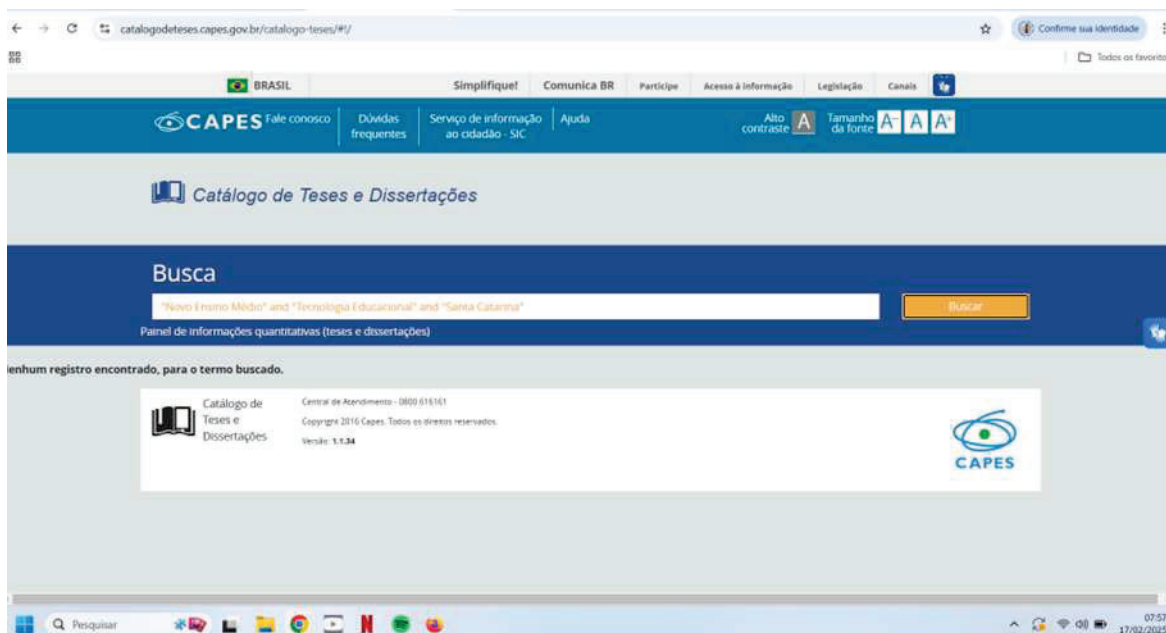 catalogodeteses.capes.gov.br/catalogo-teses/#!/
Confirme sua identidade
Todos os favorito
BRASIL Simplifique! Comunica BR Participe Acesso à informação Legislação Canais
CAPES Fale conosco Dúvidas frequentes Serviço de informação ao cidadão - SIC Ajuda Alto contraste A Tamanho da fonte A- A A+
Catálogo de Teses e Dissertações
Busca
"Novo Ensino Médio" and "Tecnologia Educacional" and "Santa Catarina" Buscar
Painel de informações quantitativas (teses e dissertações)
enhum registro encontrado, para o termo buscado.
Catálogo de
Teses e
Dissertações
Central de Atendimento - 0800 616161
Copyright 2016 Capes. Todos os direitos reservados.
Versão: 1.1.34
CAPES
Pesquisar
07:57
17/02/2025